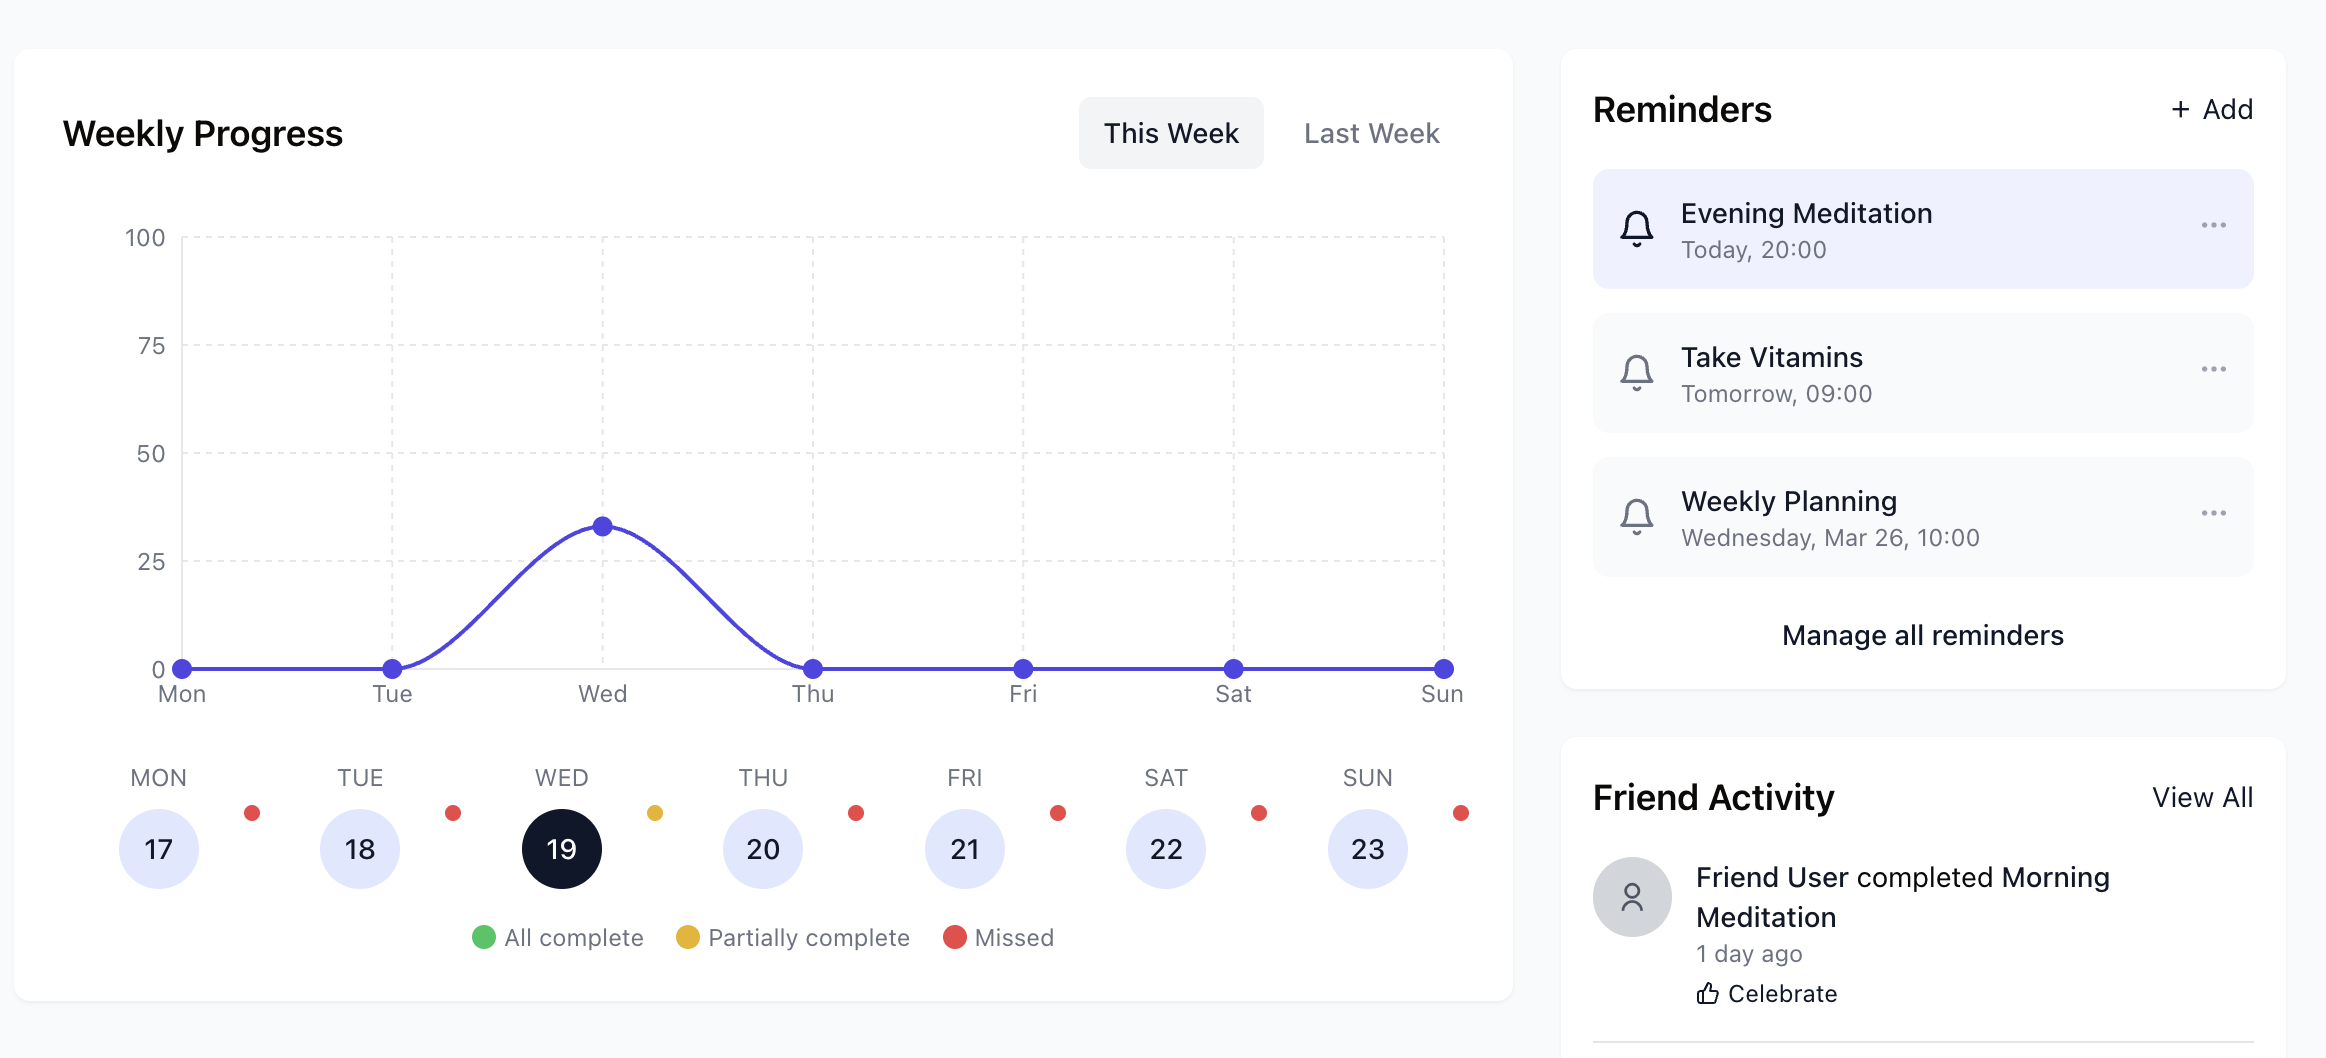 Weekly Progress
This Week
Last Week
100
75
50
25
0
Mon Tue Wed Thu Fri Sat Sun
MON TUE WED THU FRI SAT SUN
17 18 19 20 21 22 23
All complete Partially complete Missed
Reminders
+ Add
Evening Meditation
Today, 20:00
Take Vitamins
Tomorrow, 09:00
Weekly Planning
Wednesday, Mar 26, 10:00
Manage all reminders
Friend Activity
View All
Friend User completed Morning
Meditation
1 day ago
Celebrate